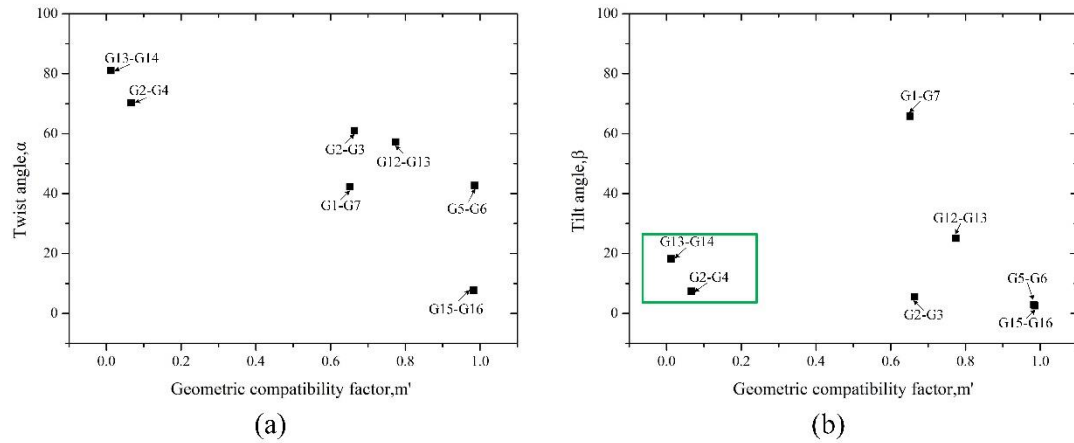 100
80
60
40
20
0
Twist angle,α
G13-G14
G2-G4
G2-G3
G12-G13
G1-G7
G5-G6
G15-G16
0.0 0.2 0.4 0.6 0.8 1.0
Geometric compatibility factor,m'
(a)
100
80
60
40
20
0
Tilt angle,β
G1-G7
G12-G13
G13-G14
G2-G4
G5-G6
G2-G3
G15-G16
0.0 0.2 0.4 0.6 0.8 1.0
Geometric compatibility factor,m'
(b)